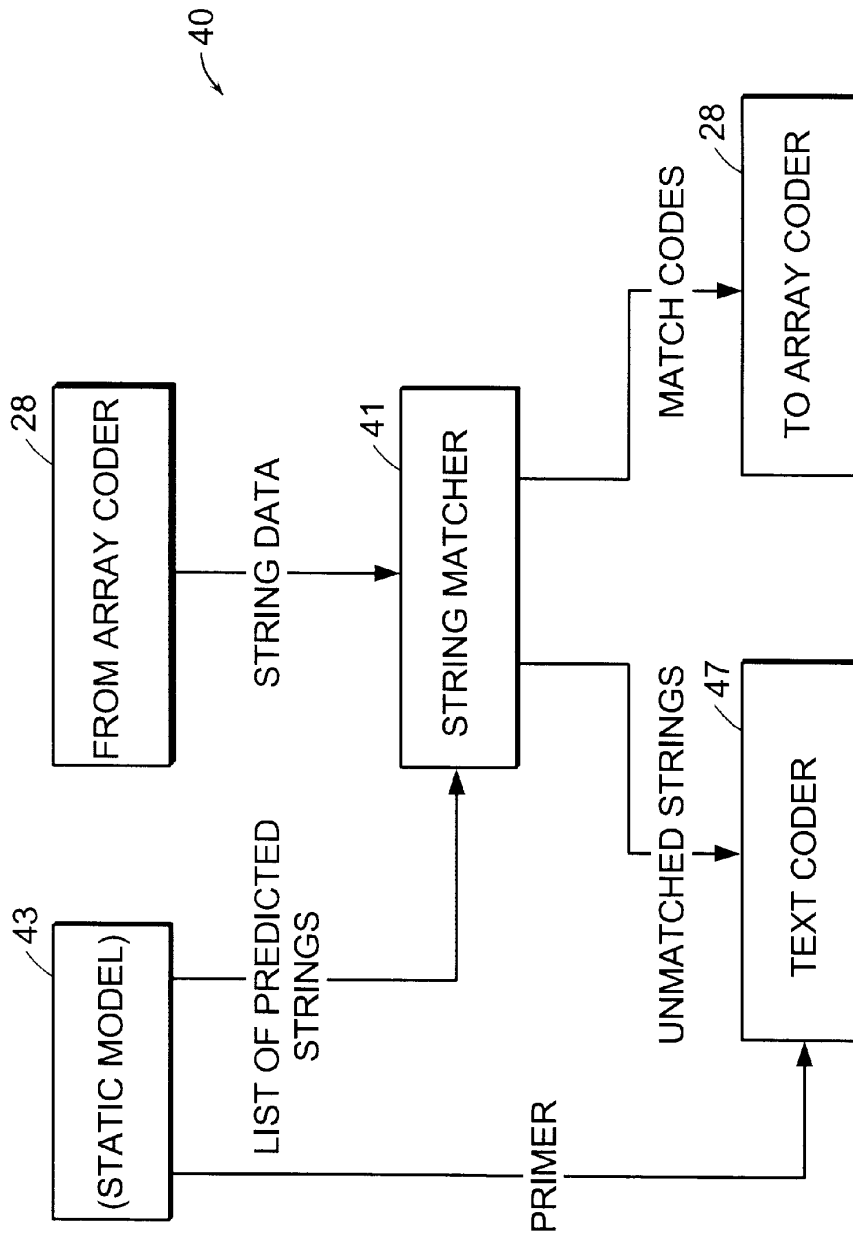 40
43
(STATIC MODEL)
28
FROM ARRAY CODER
LIST OF PREDICTED
STRINGS
STRING DATA
41
STRING MATCHER
PRIMER
UNMATCHED STRINGS
MATCH CODES
47
TEXT CODER
28
TO ARRAY CODER